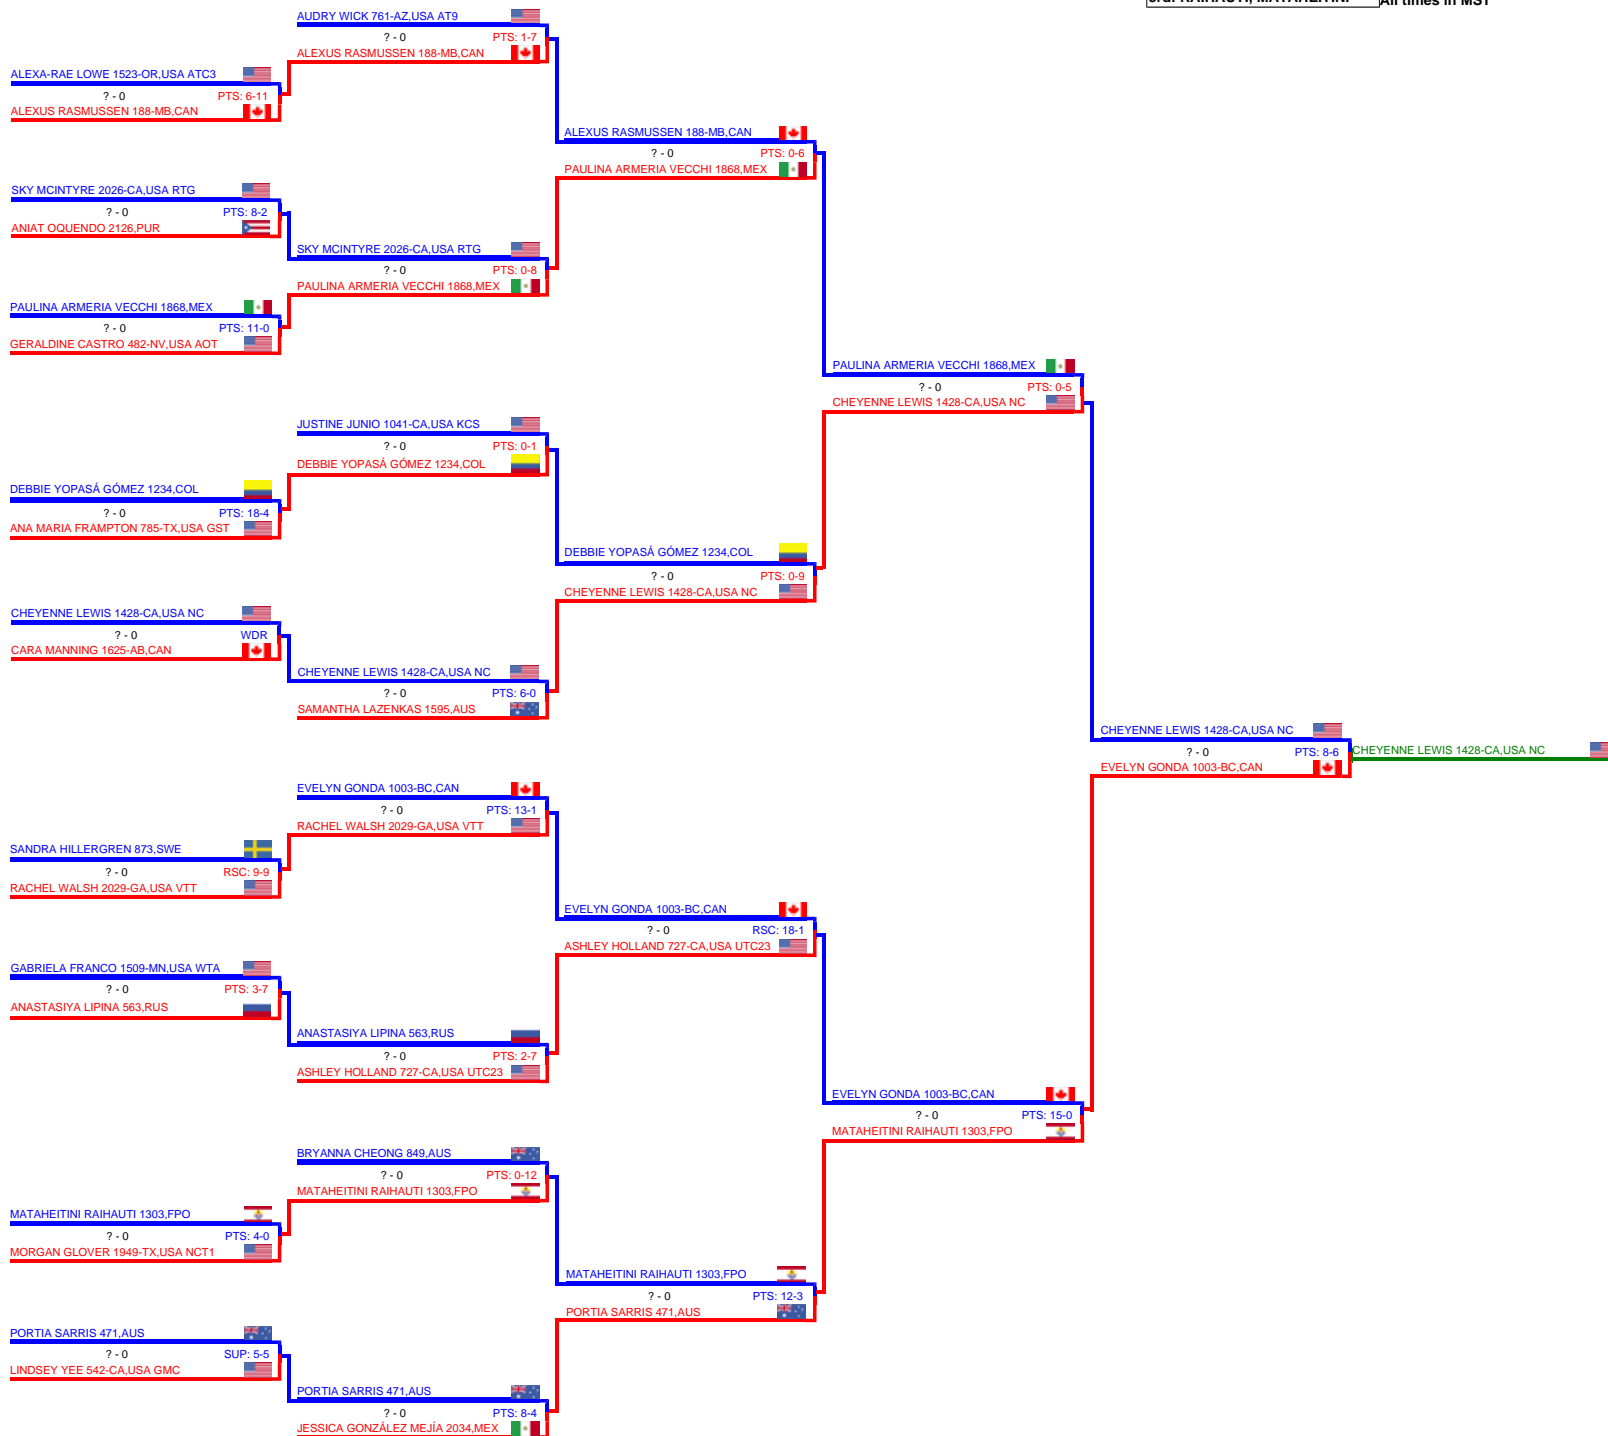 3rd: RAIHAUTI, MATAHEITINI
All times in MST
AUDRY WICK 761-AZ,USA AT9
? - 0 PTS: 1-7
ALEXUS RASMUSSEN 188-MB,CAN
ALEXA-RAE LOWE 1523-OR,USA ATC3
? - 0 PTS: 6-11
ALEXUS RASMUSSEN 188-MB,CAN
ALEXUS RASMUSSEN 188-MB,CAN
? - 0 PTS: 0-6
PAULINA ARMERIA VECCHI 1868,MEX
SKY MCINTYRE 2026-CA,USA RTG
? - 0 PTS: 8-2
ANIAT OQUENDO 2126,PUR
SKY MCINTYRE 2026-CA,USA RTG
? - 0 PTS: 0-8
PAULINA ARMERIA VECCHI 1868,MEX
PAULINA ARMERIA VECCHI 1868,MEX
? - 0 PTS: 11-0
GERALDINE CASTRO 482-NV,USA AOT
PAULINA ARMERIA VECCHI 1868,MEX
? - 0 PTS: 0-5
CHEYENNE LEWIS 1428-CA,USA NC
JUSTINE JUNIO 1041-CA,USA KCS
? - 0 PTS: 0-1
DEBBIE YOPASÁ GÓMEZ 1234,COL
DEBBIE YOPASÁ GÓMEZ 1234,COL
? - 0 PTS: 18-4
ANA MARIA FRAMPTON 785-TX,USA GST
DEBBIE YOPASÁ GÓMEZ 1234,COL
? - 0 PTS: 0-9
CHEYENNE LEWIS 1428-CA,USA NC
CHEYENNE LEWIS 1428-CA,USA NC
? - 0 WDR
CARA MANNING 1625-AB,CAN
CHEYENNE LEWIS 1428-CA,USA NC
? - 0 PTS: 6-0
SAMANTHA LAZENKAS 1595,AUS
CHEYENNE LEWIS 1428-CA,USA NC
? - 0 PTS: 8-6
EVELYN GONDA 1003-BC,CAN
CHEYENNE LEWIS 1428-CA,USA NC
EVELYN GONDA 1003-BC,CAN
? - 0 PTS: 13-1
RACHEL WALSH 2029-GA,USA VTT
SANDRA HILLERGREN 873,SWE
? - 0 RSC: 9-9
RACHEL WALSH 2029-GA,USA VTT
EVELYN GONDA 1003-BC,CAN
? - 0 RSC: 18-1
ASHLEY HOLLAND 727-CA,USA UTC23
GABRIELA FRANCO 1509-MN,USA WTA
? - 0 PTS: 3-7
ANASTASIYA LIPINA 563,RUS
ANASTASIYA LIPINA 563,RUS
? - 0 PTS: 2-7
ASHLEY HOLLAND 727-CA,USA UTC23
EVELYN GONDA 1003-BC,CAN
? - 0 PTS: 15-0
MATAHEITINI RAIHAUTI 1303,FPO
BRYANNA CHEONG 849,AUS
? - 0 PTS: 0-12
MATAHEITINI RAIHAUTI 1303,FPO
MATAHEITINI RAIHAUTI 1303,FPO
? - 0 PTS: 4-0
MORGAN GLOVER 1949-TX,USA NCT1
MATAHEITINI RAIHAUTI 1303,FPO
? - 0 PTS: 12-3
PORTIA SARRIS 471,AUS
PORTIA SARRIS 471,AUS
? - 0 SUP: 5-5
LINDSEY YEE 542-CA,USA GMC
PORTIA SARRIS 471,AUS
? - 0 PTS: 8-4
JESSICA GONZÁLEZ MEJÍA 2034,MEX